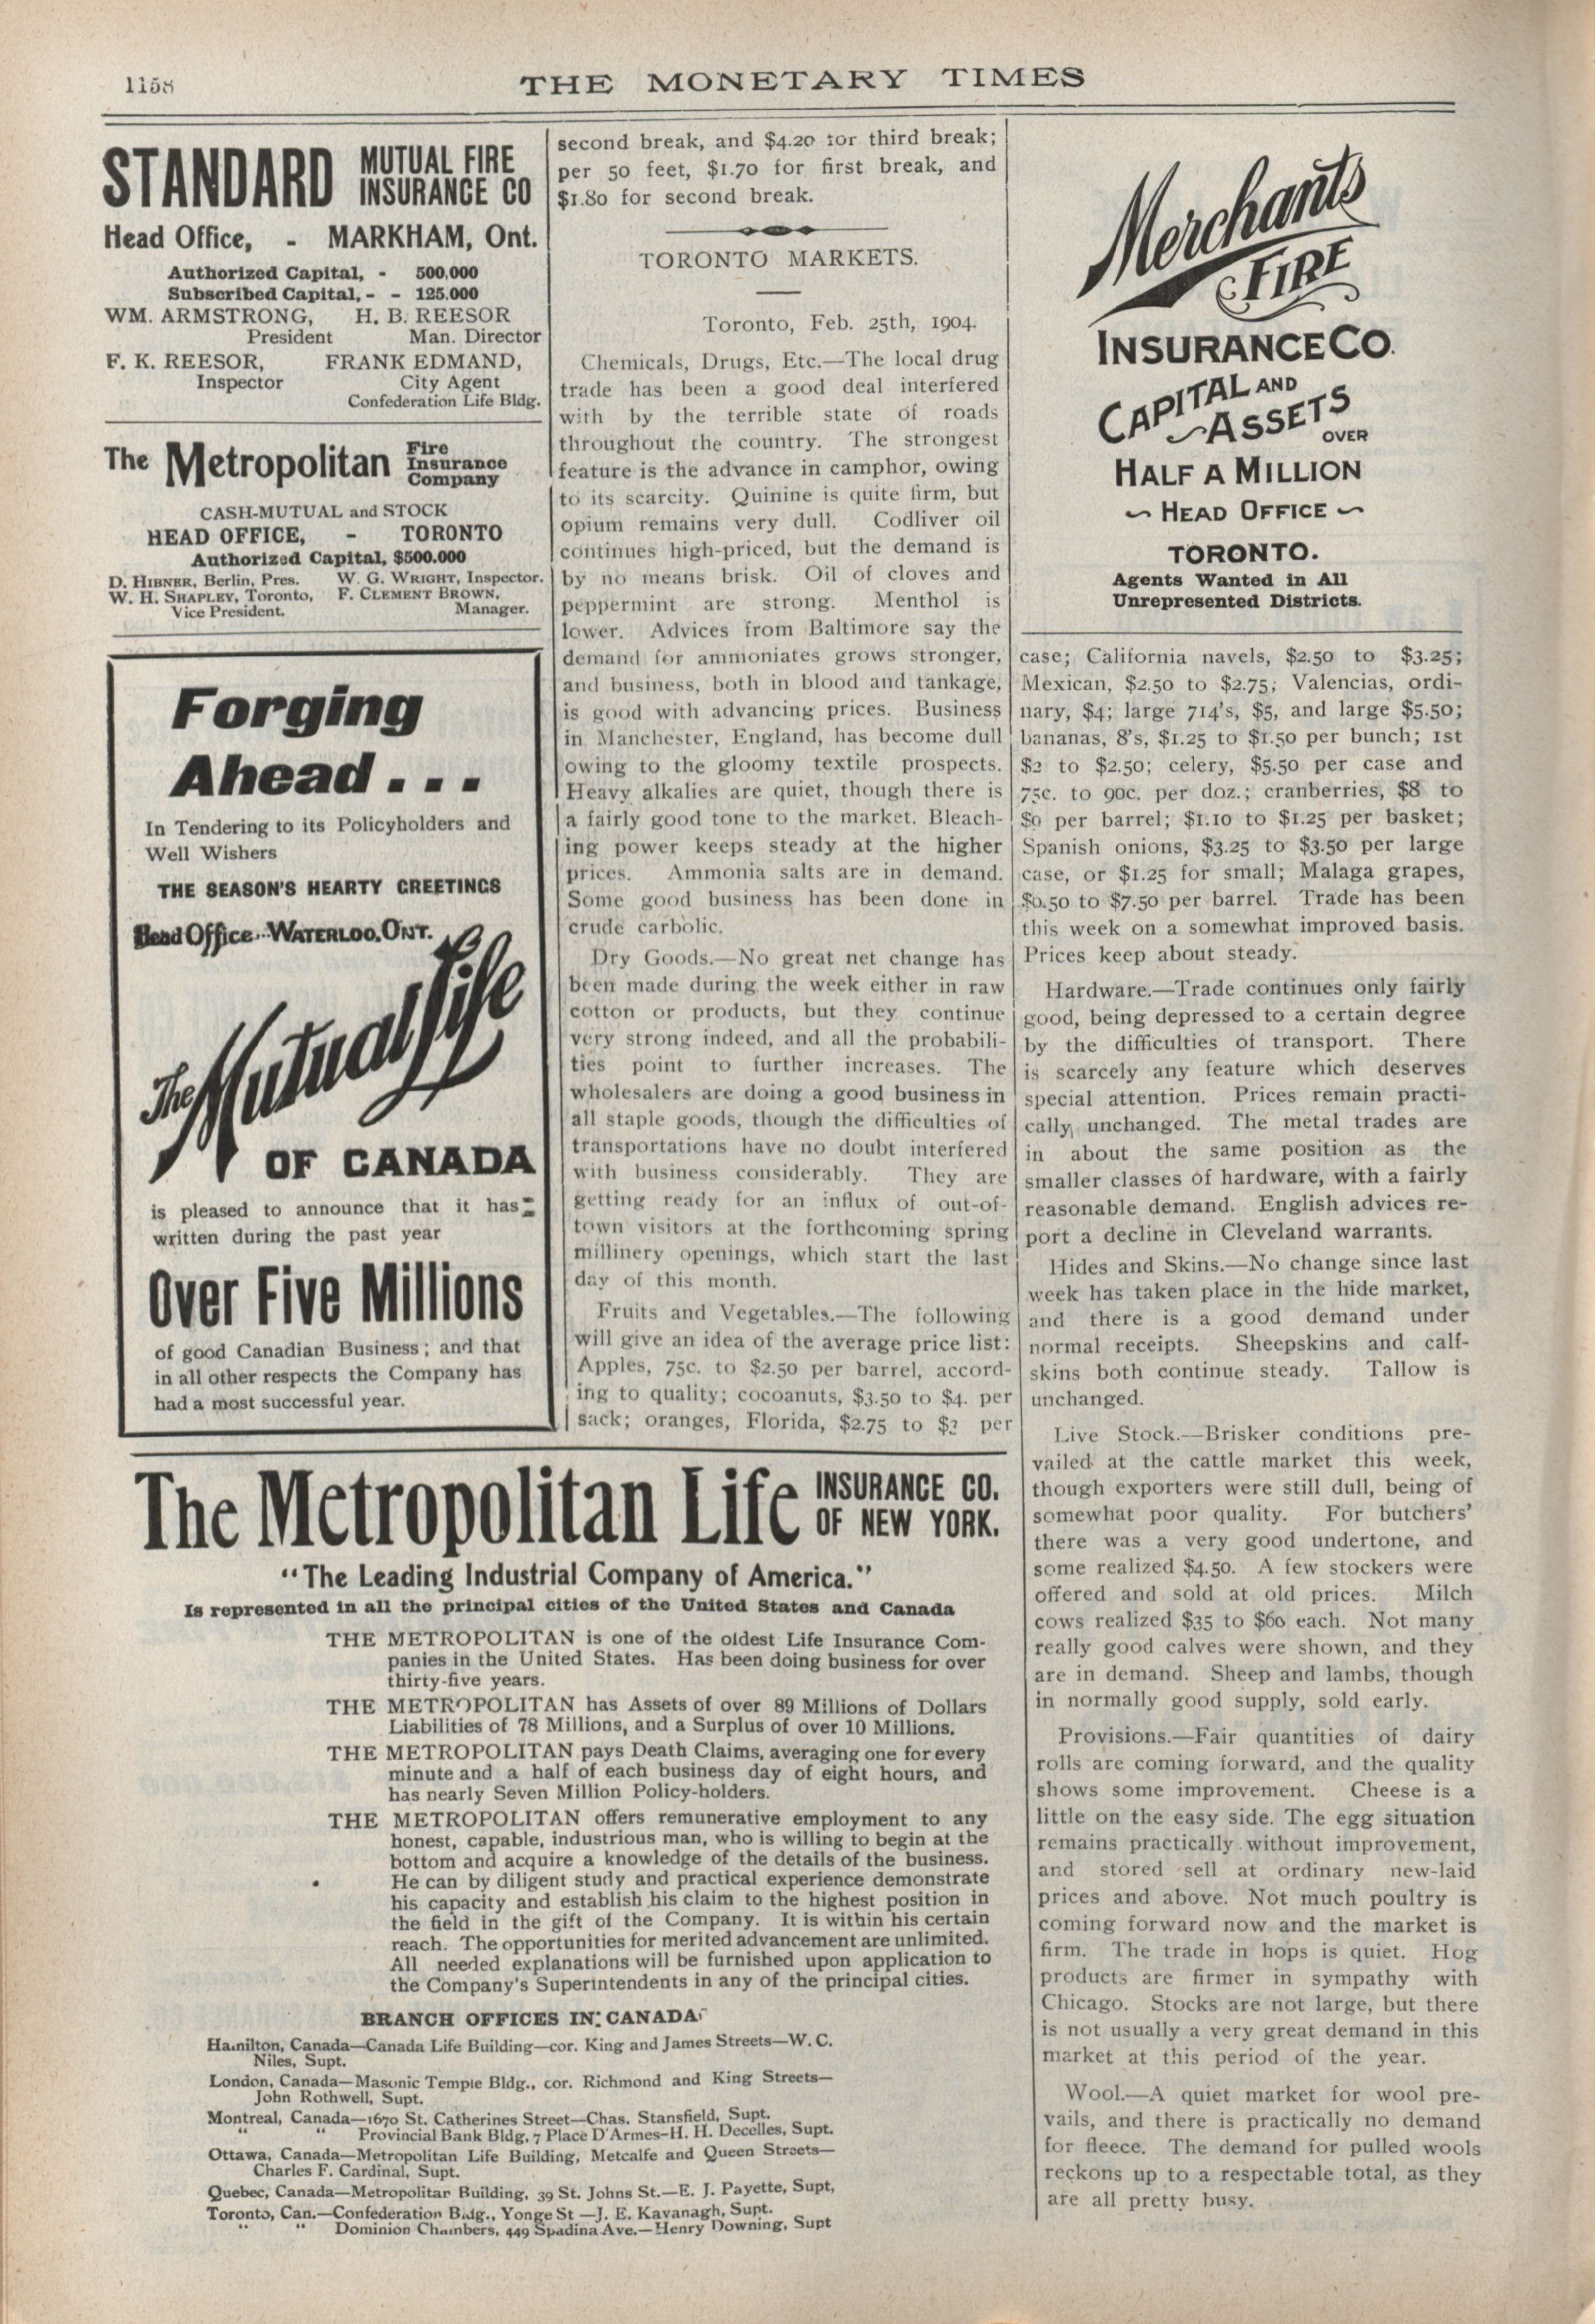 1158
THE MONETARY TIMES
STANDARD MUTUAL FIRE
INSURANCE CO
Head Office, - MARKHAM, Ont.
Authorized Capital, - 500,000
Subscribed Capital, - - 125.000
WM. ARMSTRONG, H. B. REESOR
President Man. Director
F. K. REESOR, FRANK EDMAND,
Inspector City Agent
Confederation Life Bldg.
The Metropolitan Fire
Insurance
Company
CASH-MUTUAL and STOCK
HEAD OFFICE, - TORONTO
Authorized Capital, $500.000
D. HIBNER, Berlin, Pres. W. G. WRIGHT, Inspector.
W. H. SHAPLEY, Toronto, F. CLEMENT BROWN,
Vice President. Manager.
Forging
Ahead . . .
In Tendering to its Policyholders and
Well Wishers
THE SEASON'S HEARTY GREETINGS
Head Office.. WATERLOO, ONT.
The Mutual Life
OF CANADA
is pleased to announce that it has
written during the past year
Over Five Millions
of good Canadian Business; and that
in all other respects the Company has
had a most successful year.
second break, and $4.20 for third break;
per 50 feet, $1.70 for first break, and
$1.80 for second break.
TORONTO MARKETS.
Toronto, Feb. 25th, 1904.
Chemicals, Drugs, Etc.—The local drug
trade has been a good deal interfered
with by the terrible state of roads
throughout the country. The strongest
feature is the advance in camphor, owing
to its scarcity. Quinine is quite firm, but
opium remains very dull. Codliver oil
continues high-priced, but the demand is
by no means brisk. Oil of cloves and
peppermint are strong. Menthol is
lower. Advices from Baltimore say the
demand for ammoniates grows stronger,
and business, both in blood and tankage,
is good with advancing prices. Business
in Manchester, England, has become dull
owing to the gloomy textile prospects.
Heavy alkalies are quiet, though there is
a fairly good tone to the market. Bleach-
ing power keeps steady at the higher
prices. Ammonia salts are in demand.
Some good business has been done in
crude carbolic.
Dry Goods.—No great net change has
been made during the week either in raw
cotton or products, but they continue
very strong indeed, and all the probabili-
ties point to further increases. The
wholesalers are doing a good business in
all staple goods, though the difficulties of
transportations have no doubt interfered
with business considerably. They are
getting ready for an influx of out-of-
town visitors at the forthcoming spring
millinery openings, which start the last
day of this month.
Fruits and Vegetables.—The following
will give an idea of the average price list:
Apples, 75c. to $2.50 per barrel, accord-
ing to quality; cocoanuts, $3.50 to $4. per
sack; oranges, Florida, $2.75 to $3 per
Merchants
FIRE
INSURANCE CO.
CAPITAL AND
ASSETS
OVER
HALF A MILLION
HEAD OFFICE
TORONTO.
Agents Wanted in All
Unrepresented Districts.
case; California navels, $2.50 to $3.25;
Mexican, $2.50 to $2.75; Valencias, ordi-
nary, $4; large 714's, $5, and large $5.50;
bananas, 8's, $1.25 to $1.50 per bunch; 1st
$2 to $2.50; celery, $5.50 per case and
75c. to 90c. per doz.; cranberries, $8 to
$9 per barrel; $1.10 to $1.25 per basket;
Spanish onions, $3.25 to $3.50 per large
case, or $1.25 for small; Malaga grapes,
to $7.50 per barrel. Trade has been
this week on a somewhat improved basis.
Prices keep about steady.
Hardware.—Trade continues only fairly
good, being depressed to a certain degree
by the difficulties of transport. There
is scarcely any feature which deserves
special attention. Prices remain practi-
cally unchanged. The metal trades are
in about the same position as the
smaller classes of hardware, with a fairly
reasonable demand. English advices re-
port a decline in Cleveland warrants.
Hides and Skins.—No change since last
week has taken place in the hide market,
and there is a good demand under
normal receipts. Sheepskins and calf-
skins both continue steady. Tallow is
unchanged.
Live Stock.—Brisker conditions pre-
vailed at the cattle market this week,
though exporters were still dull, being of
somewhat poor quality. For butchers'
there was a very good undertone, and
some realized $4.50. A few stockers were
offered and sold at old prices. Milch
cows realized $35 to $60 each. Not many
really good calves were shown, and they
are in demand. Sheep and lambs, though
in normally good supply, sold early.
Provisions.—Fair quantities of dairy
rolls are coming forward, and the quality
shows some improvement. Cheese is a
little on the easy side. The egg situation
remains practically without improvement,
and stored sell at ordinary new-laid
prices and above. Not much poultry is
coming forward now and the market is
firm. The trade in hops is quiet. Hog
products are firmer in sympathy with
Chicago. Stocks are not large, but there
is not usually a very great demand in this
market at this period of the year.
Wool.—A quiet market for wool pre-
vails, and there is practically no demand
for fleece. The demand for pulled wools
reckons up to a respectable total, as they
are all pretty busy.
The Metropolitan Life INSURANCE CO.
OF NEW YORK.
"The Leading Industrial Company of America."
Is represented in all the principal cities of the United States and Canada
THE METROPOLITAN is one of the oldest Life Insurance Com-
panies in the United States. Has been doing business for over
thirty-five years.
THE METROPOLITAN has Assets of over 89 Millions of Dollars
Liabilities of 78 Millions, and a Surplus of over 10 Millions.
THE METROPOLITAN pays Death Claims, averaging one for every
minute and a half of each business day of eight hours, and
has nearly Seven Million Policy-holders.
THE METROPOLITAN offers remunerative employment to any
honest, capable, industrious man, who is willing to begin at the
bottom and acquire a knowledge of the details of the business.
He can by diligent study and practical experience demonstrate
his capacity and establish his claim to the highest position in
the field in the gift of the Company. It is within his certain
reach. The opportunities for merited advancement are unlimited.
All needed explanations will be furnished upon application to
the Company's Superintendents in any of the principal cities.
BRANCH OFFICES IN CANADA
Hamilton, Canada—Canada Life Building—cor. King and James Streets—W. C.
Niles, Supt.
London, Canada—Masonic Temple Bldg., cor. Richmond and King Streets—
John Rothwell, Supt.
Montreal, Canada—1670 St. Catherines Street—Chas. Stansfield, Supt.
" " Provincial Bank Bldg, 7 Place D'Armes-H. H. Decelles, Supt.
Ottawa, Canada—Metropolitan Life Building, Metcalfe and Queen Streets—
Charles F. Cardinal, Supt.
Quebec, Canada—Metropolitan Building, 39 St. Johns St.—E. J. Payette, Supt,
Toronto, Can.—Confederation Bldg., Yonge St —J. E. Kavanagh, Supt.
" " Dominion Chambers, 449 Spadina Ave.—Henry Downing, Supt